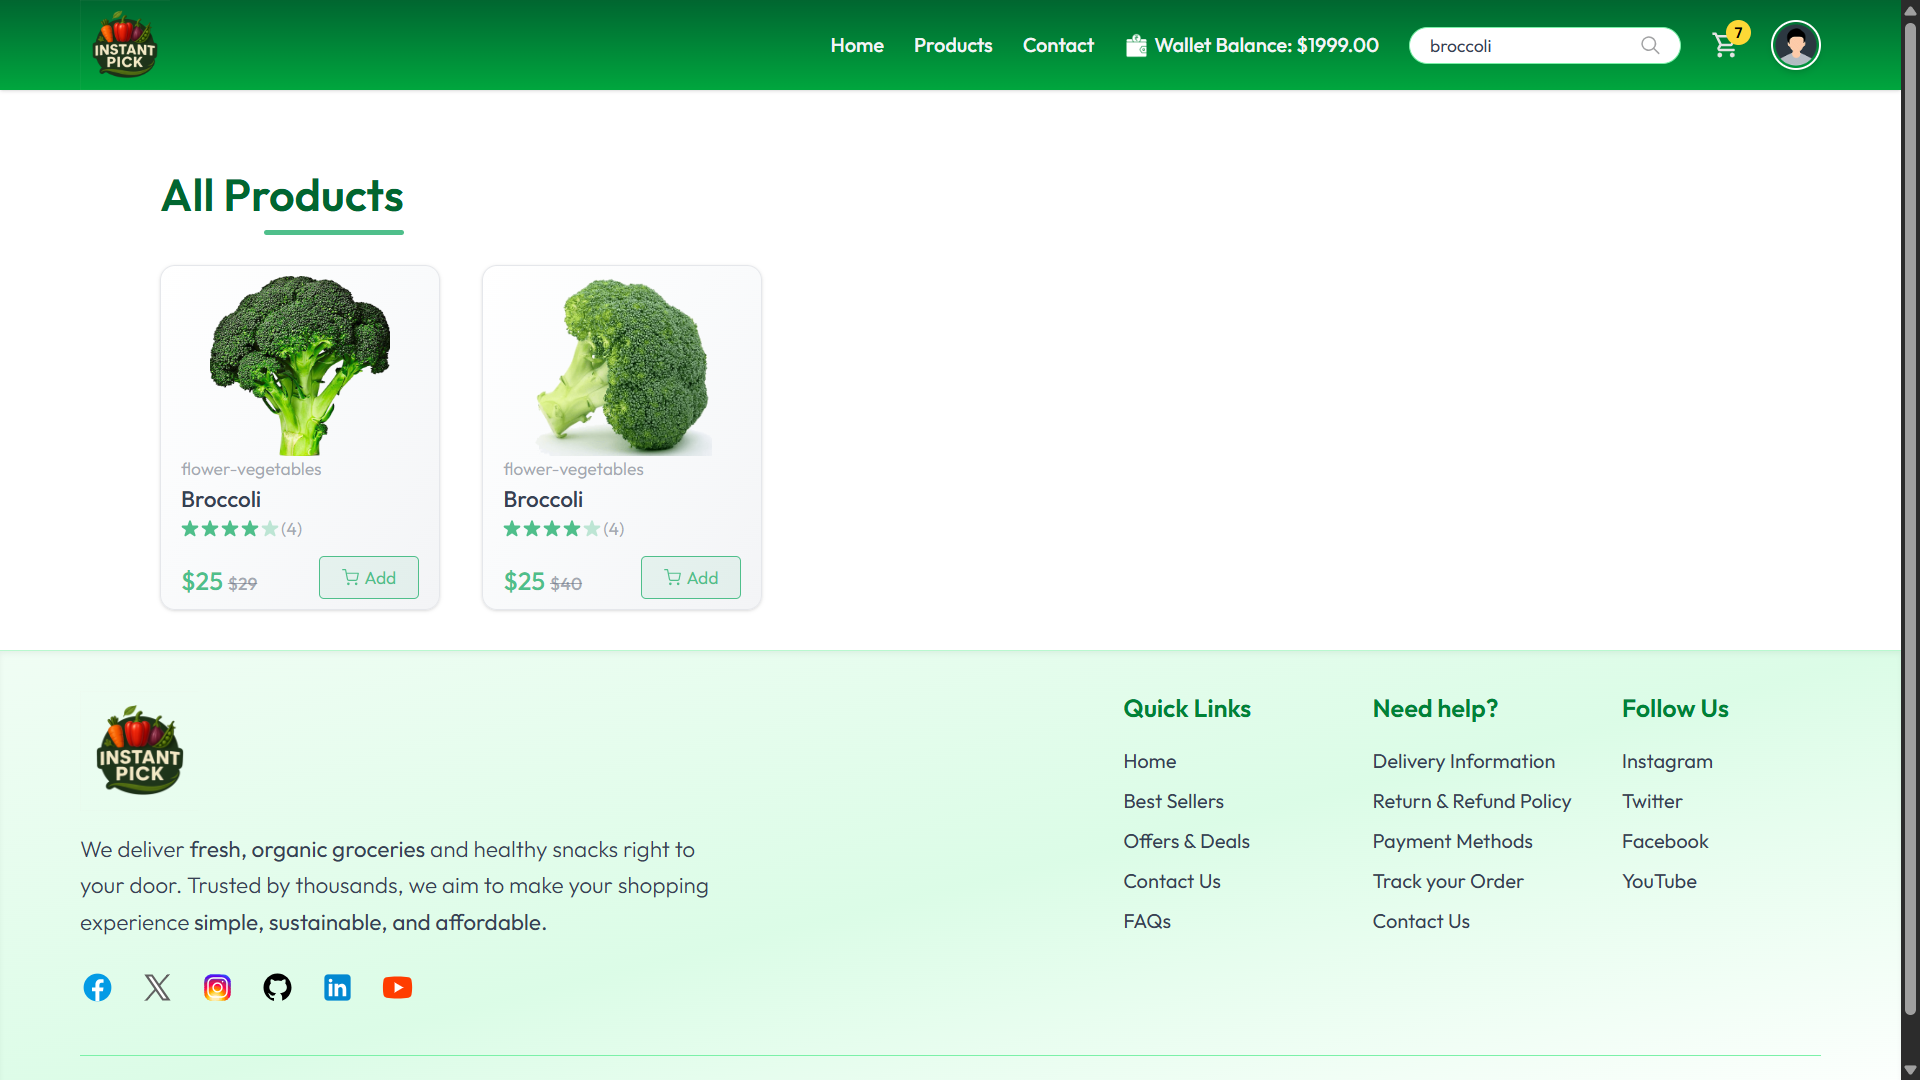 INSTANT
PICK
Home
Products
Contact
Wallet Balance: $1999.00
broccoli
7
All Products
flower-vegetables
Broccoli
(4)
$25 $29
Add
flower-vegetables
Broccoli
(4)
$25 $40
Add
INSTANT
PICK
We deliver fresh, organic groceries and healthy snacks right to
your door. Trusted by thousands, we aim to make your shopping
experience simple, sustainable, and affordable.
Quick Links
Home
Best Sellers
Offers & Deals
Contact Us
FAQs
Need help?
Delivery Information
Return & Refund Policy
Payment Methods
Track your Order
Contact Us
Follow Us
Instagram
Twitter
Facebook
YouTube